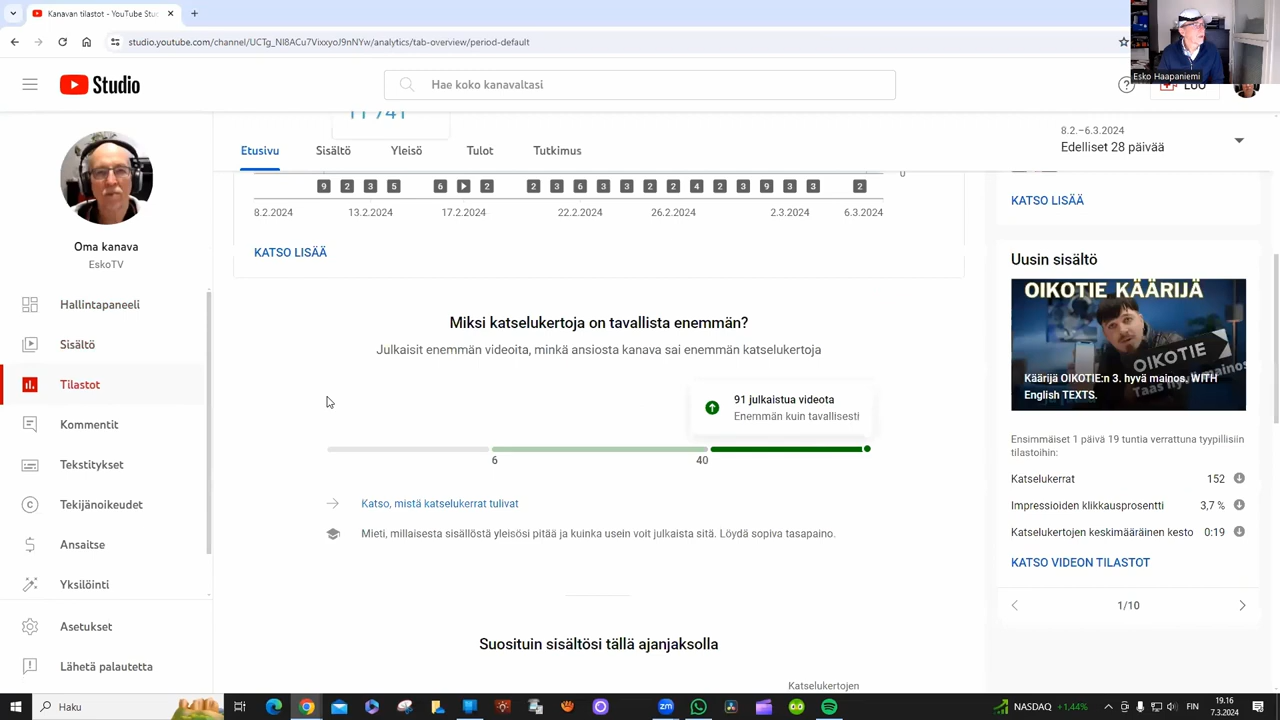 Kanavan tilastot - YouTube Stu
studio.youtube.com/channel/UCTg_NI8ACu7VixxyoJ9nNYw/analytics/tab-overview/period-default
Esko Haapaniemi
Studio
Hae koko kanavaltasi
LUO
11 741
Etusivu
Sisältö
Yleisö
Tulot
Tutkimus
8.2.–6.3.2024
Edelliset 28 päivää
0
9 2 3 5 6 2 2 3 6 3 3 2 2 4 2 3 9 3 3 2
8.2.2024 13.2.2024 17.2.2024 22.2.2024 26.2.2024 2.3.2024 6.3.2024
KATSO LISÄÄ
Oma kanava
EskoTV
Hallintapaneeli
Sisältö
Tilastot
Kommentit
Tekstitykset
Tekijänoikeudet
Ansaitse
Yksilöinti
Asetukset
Lähetä palautetta
Miksi katselukertoja on tavallista enemmän?
Julkaisit enemmän videoita, minkä ansiosta kanava sai enemmän katselukertoja
91 julkaistua videota
Enemmän kuin tavallisesti
6
40
Katso, mistä katselukerrat tulivat
Mieti, millaisesta sisällöstä yleisösi pitää ja kuinka usein voit julkaista sitä. Löydä sopiva tasapaino.
Suosituin sisältösi tällä ajanjaksolla
Katselukertojen
KATSO LISÄÄ
Uusin sisältö
OIKOTIE KÄÄRIJÄ
OIKOTIE
Taas hyvä mainos
Käärijä OIKOTIE:n 3. hyvä mainos. WITH
English TEXTS.
Ensimmäiset 1 päivä 19 tuntia verrattuna tyypillisiin
tilastoihin:
Katselukerrat 152
Impressioiden klikkausprosentti 3,7 %
Katselukertojen keskimääräinen kesto 0:19
KATSO VIDEON TILASTOT
1/10
Haku
NASDAQ +1,44%
FIN
19.16
7.3.2024